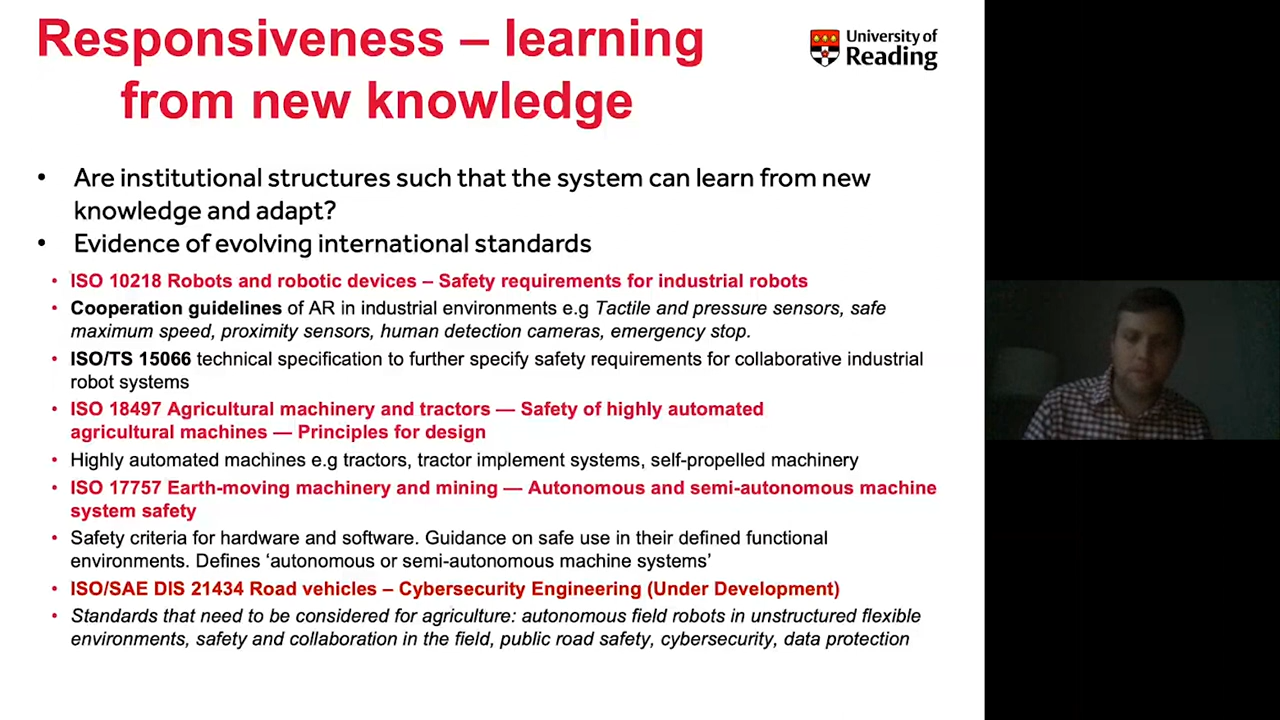 Responsiveness – learning
from new knowledge
University of
Reading
• Are institutional structures such that the system can learn from new
knowledge and adapt?
• Evidence of evolving international standards
• ISO 10218 Robots and robotic devices – Safety requirements for industrial robots
• Cooperation guidelines of AR in industrial environments e.g Tactile and pressure sensors, safe
maximum speed, proximity sensors, human detection cameras, emergency stop.
• ISO/TS 15066 technical specification to further specify safety requirements for collaborative industrial
robot systems
• ISO 18497 Agricultural machinery and tractors — Safety of highly automated
agricultural machines — Principles for design
• Highly automated machines e.g tractors, tractor implement systems, self-propelled machinery
• ISO 17757 Earth-moving machinery and mining — Autonomous and semi-autonomous machine
system safety
• Safety criteria for hardware and software. Guidance on safe use in their defined functional
environments. Defines ‘autonomous or semi-autonomous machine systems’
• ISO/SAE DIS 21434 Road vehicles – Cybersecurity Engineering (Under Development)
• Standards that need to be considered for agriculture: autonomous field robots in unstructured flexible
environments, safety and collaboration in the field, public road safety, cybersecurity, data protection